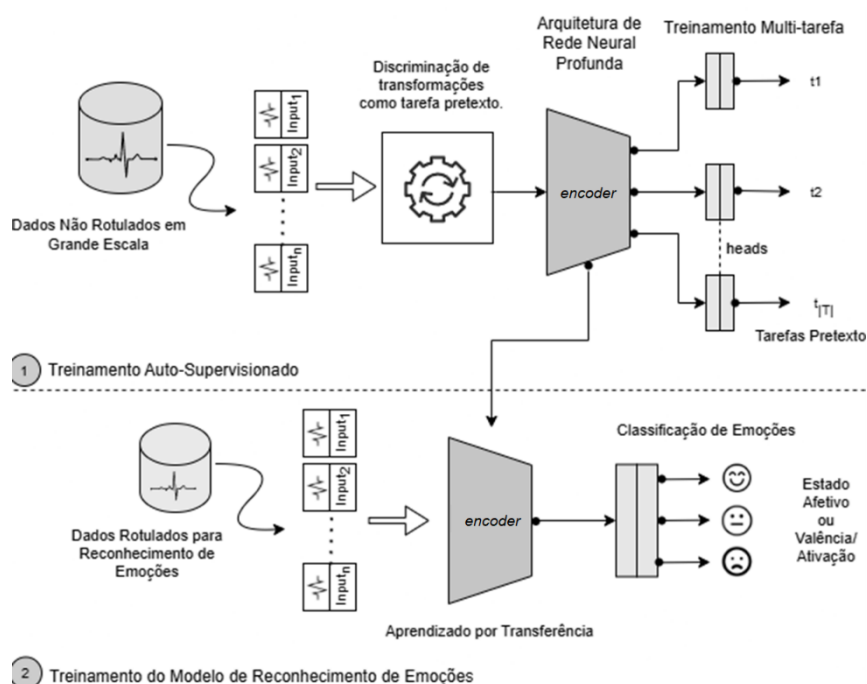 Arquitetura de
Rede Neural
Profunda
Treinamento Multi-tarefa
Discriminação de
transformações
como tarefa pretexto.
Input1
Input2
Inputn
encoder
t1
t2
heads
t|T|
Tarefas Pretexto
Dados Não Rotulados em
Grande Escala
1 Treinamento Auto-Supervisionado
Input1
Input2
Inputn
Classificação de Emoções
encoder
Estado
Afetivo
ou
Valência/
Ativação
Dados Rotulados para
Reconhecimento de
Emoções
Aprendizado por Transferência
2 Treinamento do Modelo de Reconhecimento de Emoções